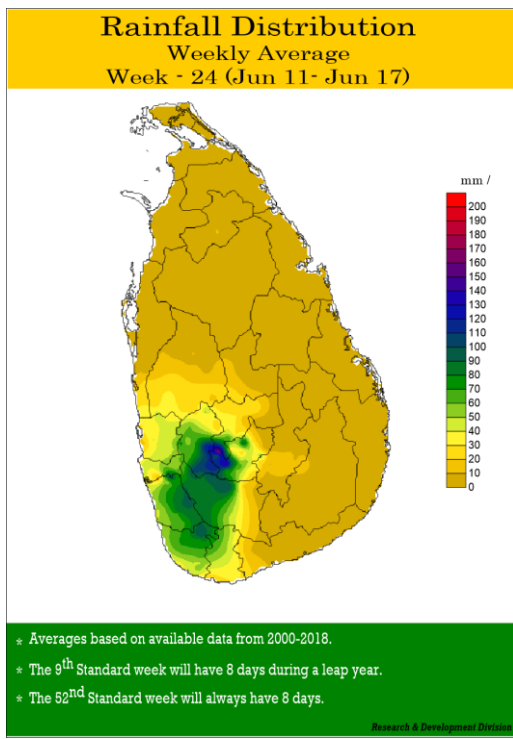 Rainfall Distribution
Weekly Average
Week - 24 (Jun 11- Jun 17)
mm /
200
190
180
170
160
150
140
130
120
110
100
90
80
70
60
50
40
30
20
10
0
* Averages based on available data from 2000-2018.
* The 9th Standard week will have 8 days during a leap year.
* The 52nd Standard week will always have 8 days.
Research & Development Division